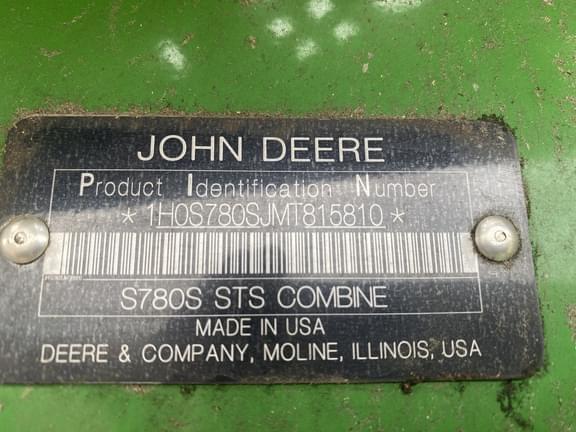 JOHN DEERE
Product Identification Number
*1H0S780SJMT815810*
S780S STS COMBINE
MADE IN USA
DEERE & COMPANY, MOLINE, ILLINOIS, USA